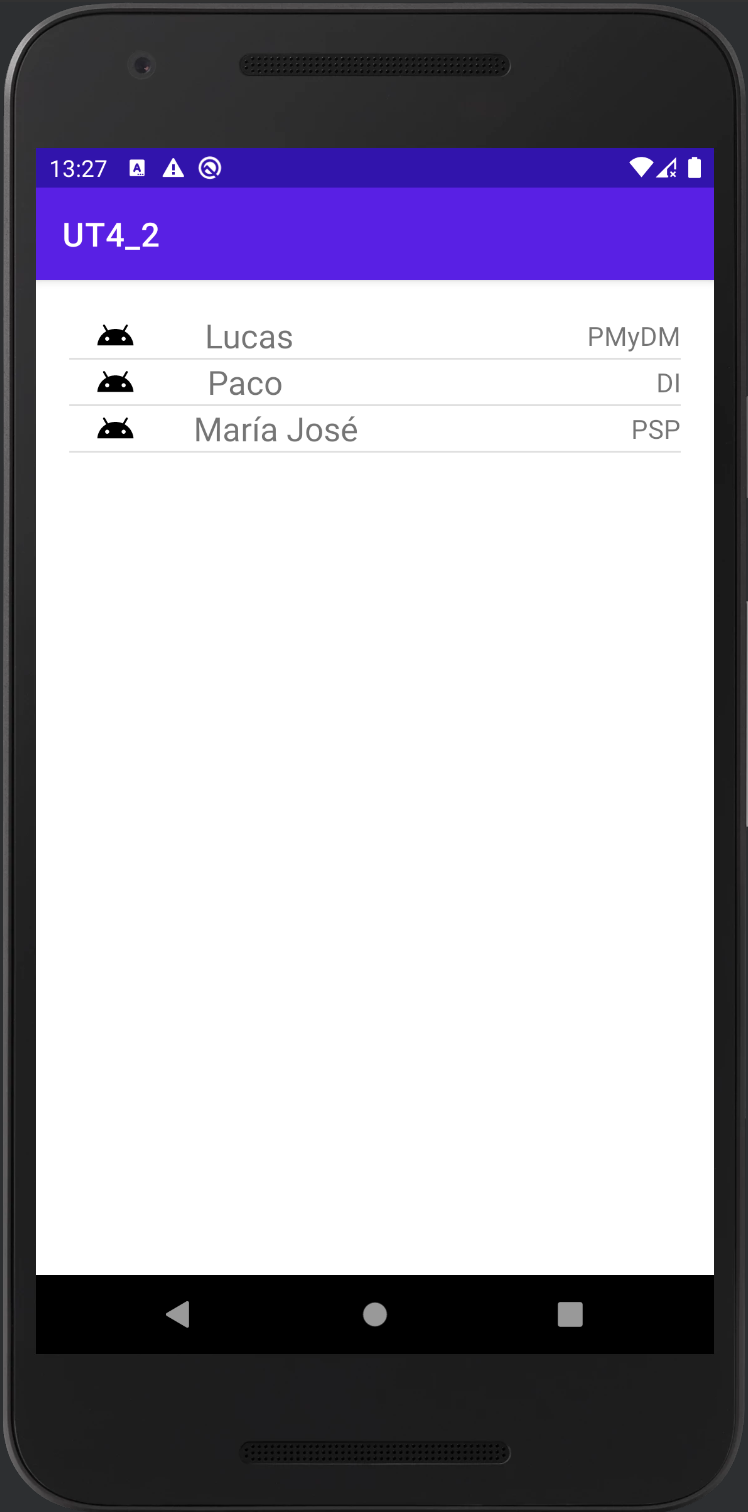 13:27
UT4_2
Lucas PMyDM
Paco DI
María José PSP